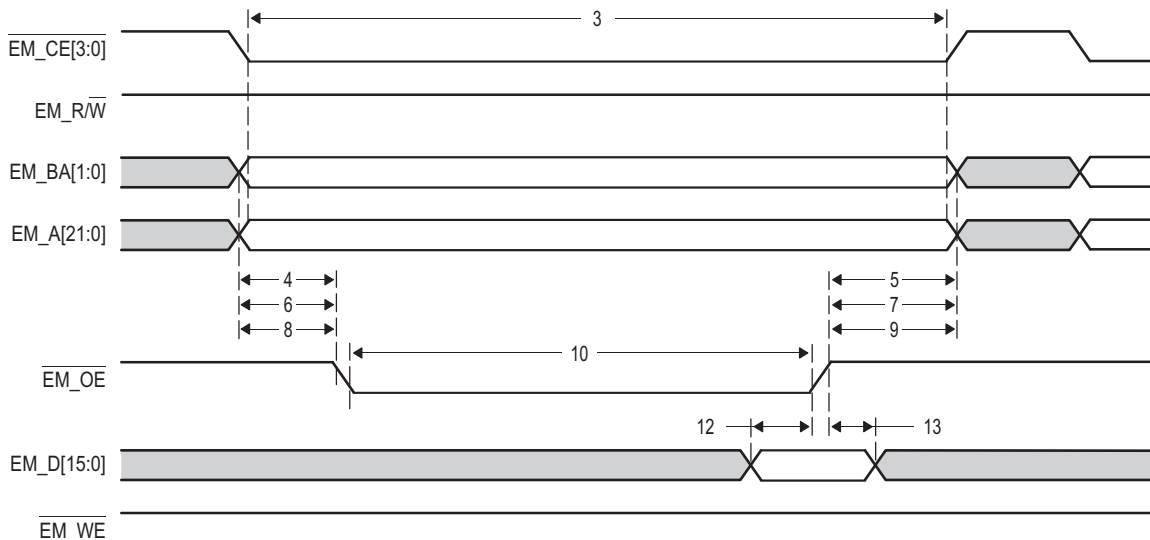 3
EM_CE[3:0]
EM_R/W
EM_BA[1:0]
EM_A[21:0]
4 5
6 7
8 9
10
EM_OE
12 13
EM_D[15:0]
EM_WE